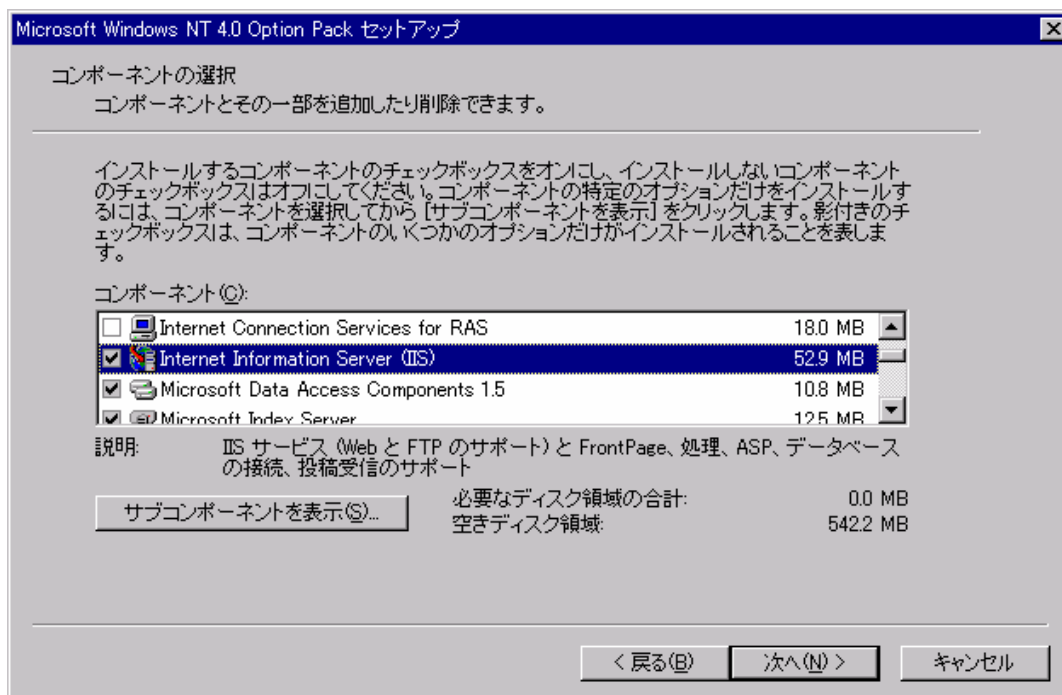 Microsoft Windows NT 4.0 Option Pack セットアップ
コンポーネントの選択
コンポーネントとその一部を追加したり削除できます。
インストールするコンポーネントのチェックボックスをオンにし、インストールしないコンポーネント
のチェックボックスはオフにしてください。コンポーネントの特定のオプションだけをインストールす
るには、コンポーネントを選択してから [サブコンポーネントを表示] をクリックします。影付きのチ
ェックボックスは、コンポーネントのいくつかのオプションだけがインストールされることを表しま
す。
コンポーネント(C):
Internet Connection Services for RAS 18.0 MB
Internet Information Server (IIS) 52.9 MB
Microsoft Data Access Components 1.5 10.8 MB
Microsoft Index Server 12.5 MB
説明: IIS サービス (Web と FTP のサポート) と FrontPage、処理、ASP、データベース
の接続、投稿受信のサポート
サブコンポーネントを表示(S)... 必要なディスク領域の合計: 0.0 MB
空きディスク領域: 542.2 MB
< 戻る(B) 次へ(N) > キャンセル